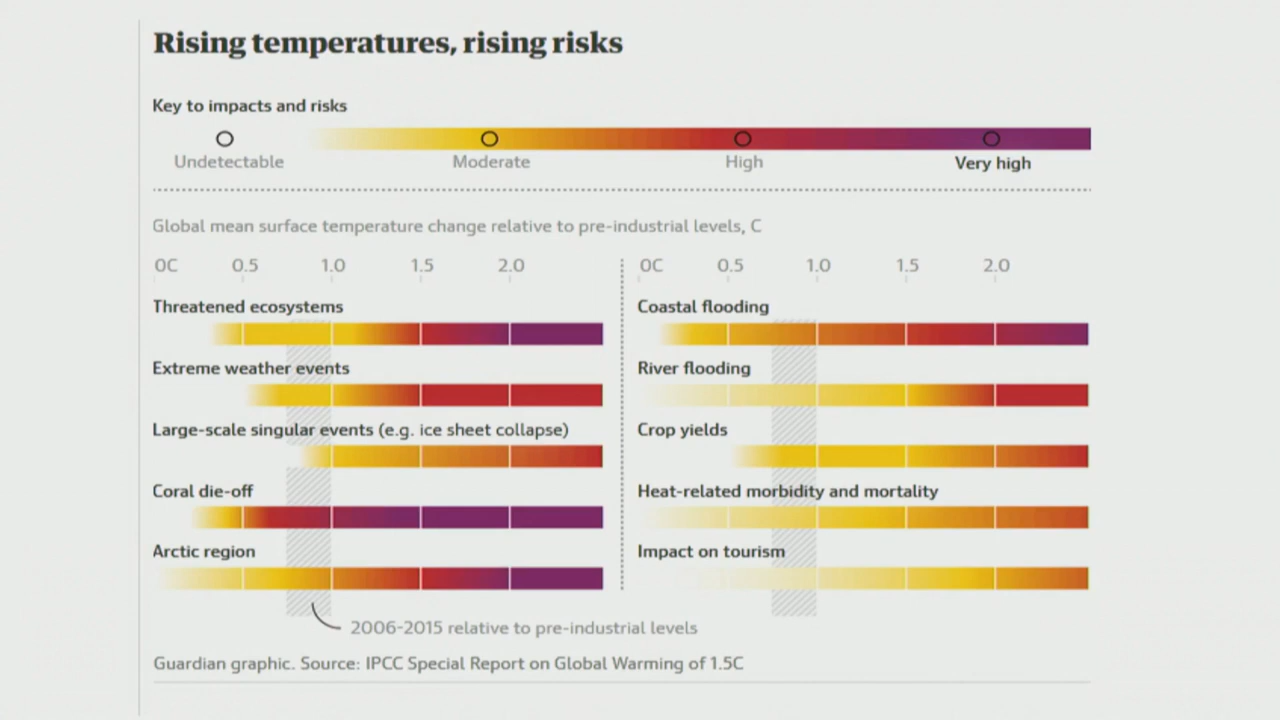 Rising temperatures, rising risks
Key to impacts and risks
Undetectable Moderate High Very high
Global mean surface temperature change relative to pre-industrial levels, C
0C 0.5 1.0 1.5 2.0 0C 0.5 1.0 1.5 2.0
Threatened ecosystems
Extreme weather events
Large-scale singular events (e.g. ice sheet collapse)
Coral die-off
Arctic region
Coastal flooding
River flooding
Crop yields
Heat-related morbidity and mortality
Impact on tourism
2006-2015 relative to pre-industrial levels
Guardian graphic. Source: IPCC Special Report on Global Warming of 1.5C